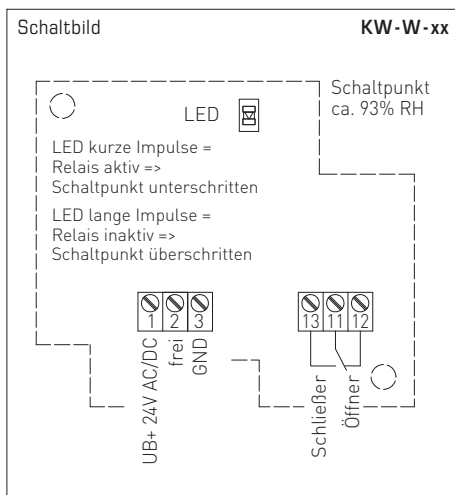 Schaltbild
KW-W-xx
Schaltpunkt
ca. 93% RH
LED
LED kurze Impulse =
Relais aktiv =>
Schaltpunkt unterschritten
LED lange Impulse =
Relais inaktiv =>
Schaltpunkt überschritten
1 2 3
13 11 12
UB+ 24V AC/DC
frei
GND
Schließer
Öffner